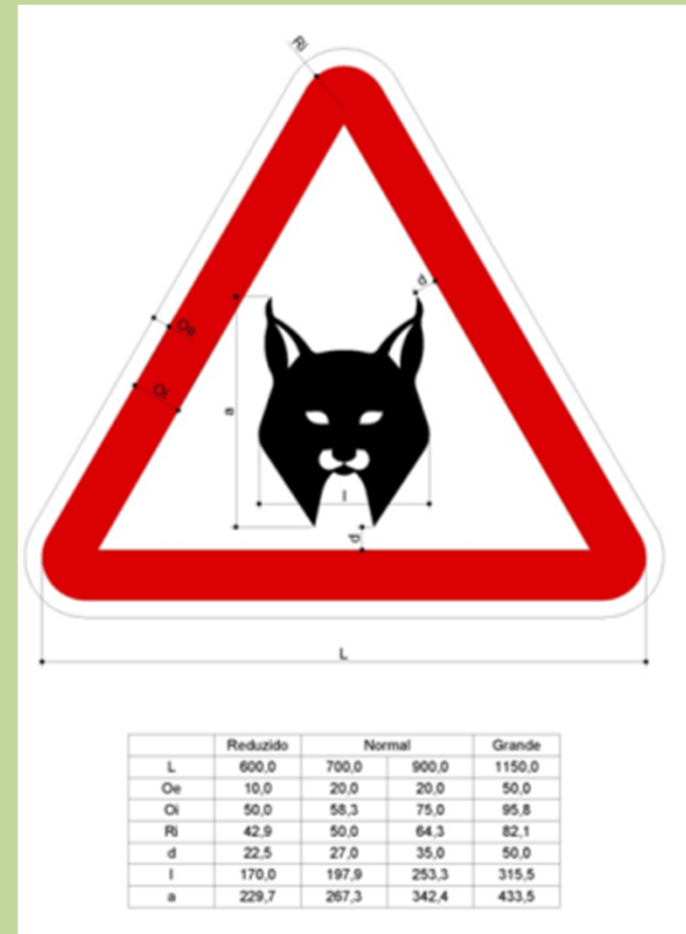 Ri
d
Oe
Oi
a
l
d
L
Reduzido Normal Grande
L 600,0 700,0 900,0 1150,0
Oe 10,0 20,0 20,0 50,0
Oi 50,0 58,3 75,0 95,8
Ri 42,9 50,0 64,3 82,1
d 22,5 27,0 35,0 50,0
l 170,0 197,9 253,3 315,5
a 229,7 267,3 342,4 433,5